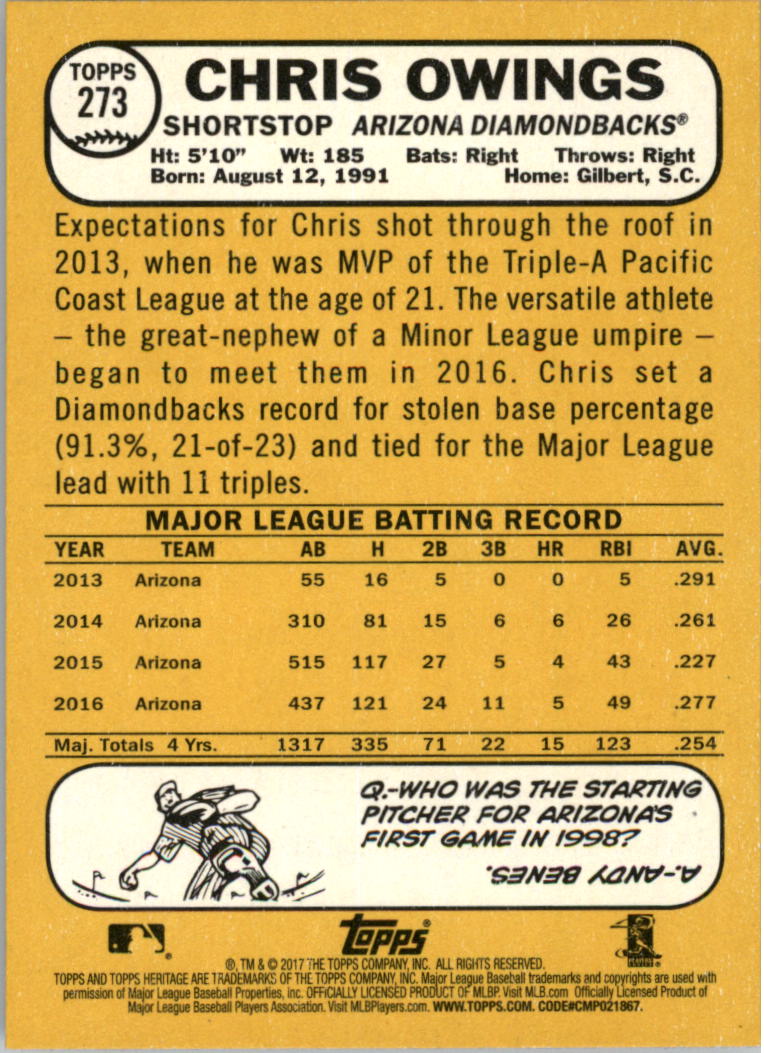 TOPPS
273
CHRIS OWINGS
SHORTSTOP ARIZONA DIAMONDBACKS®
Ht: 5'10" Wt: 185 Bats: Right Throws: Right
Born: August 12, 1991 Home: Gilbert, S.C.
Expectations for Chris shot through the roof in
2013, when he was MVP of the Triple-A Pacific
Coast League at the age of 21. The versatile athlete
– the great-nephew of a Minor League umpire –
began to meet them in 2016. Chris set a
Diamondbacks record for stolen base percentage
(91.3%, 21-of-23) and tied for the Major League
lead with 11 triples.
MAJOR LEAGUE BATTING RECORD
YEAR TEAM AB H 2B 3B HR RBI AVG.
2013 Arizona 55 16 5 0 0 5 .291
2014 Arizona 310 81 15 6 6 26 .261
2015 Arizona 515 117 27 5 4 43 .227
2016 Arizona 437 121 24 11 5 49 .277
Maj. Totals 4 Yrs. 1317 335 71 22 15 123 .254
Q.-WHO WAS THE STARTING
PITCHER FOR ARIZONA'S
FIRST GAME IN 1998?
A.-ANDY BENES.
Topps®
®, TM & © 2017 THE TOPPS COMPANY, INC. ALL RIGHTS RESERVED.
TOPPS AND TOPPS HERITAGE ARE TRADEMARKS OF THE TOPPS COMPANY, INC. Major League Baseball trademarks and copyrights are used with
permission of Major League Baseball Properties, Inc. OFFICIALLY LICENSED PRODUCT OF MLBP. Visit MLB.com Officially Licensed Product of
Major League Baseball Players Association. Visit MLBPlayers.com. WWW.TOPPS.COM. CODE#CMP021867.